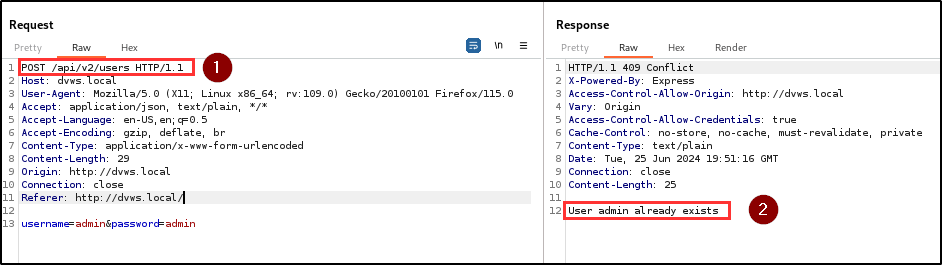 Request
Pretty Raw Hex
\n
1 POST /api/v2/users HTTP/1.1
1
2 Host: dvws.local
3 User-Agent: Mozilla/5.0 (X11; Linux x86_64; rv:109.0) Gecko/20100101 Firefox/115.0
4 Accept: application/json, text/plain, */*
5 Accept-Language: en-US,en;q=0.5
6 Accept-Encoding: gzip, deflate, br
7 Content-Type: application/x-www-form-urlencoded
8 Content-Length: 29
9 Origin: http://dvws.local
10 Connection: close
11 Referer: http://dvws.local/
12
13 username=admin&password=admin
Response
Pretty Raw Hex Render
1 HTTP/1.1 409 Conflict
2 X-Powered-By: Express
3 Access-Control-Allow-Origin: http://dvws.local
4 Vary: Origin
5 Access-Control-Allow-Credentials: true
6 Cache-Control: no-store, no-cache, must-revalidate, private
7 Content-Type: text/plain
8 Date: Tue, 25 Jun 2024 19:51:16 GMT
9 Connection: close
10 Content-Length: 25
11
12 User admin already exists
2